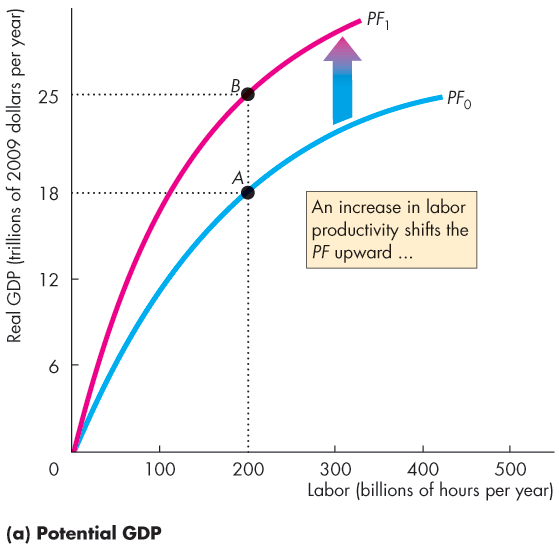 Real GDP (trillions of 2009 dollars per year)
PF1
25
B
PF0
18
A
An increase in labor
productivity shifts the
PF upward ...
12
6
0
100
200
300
400
500
Labor (billions of hours per year)
(a) Potential GDP